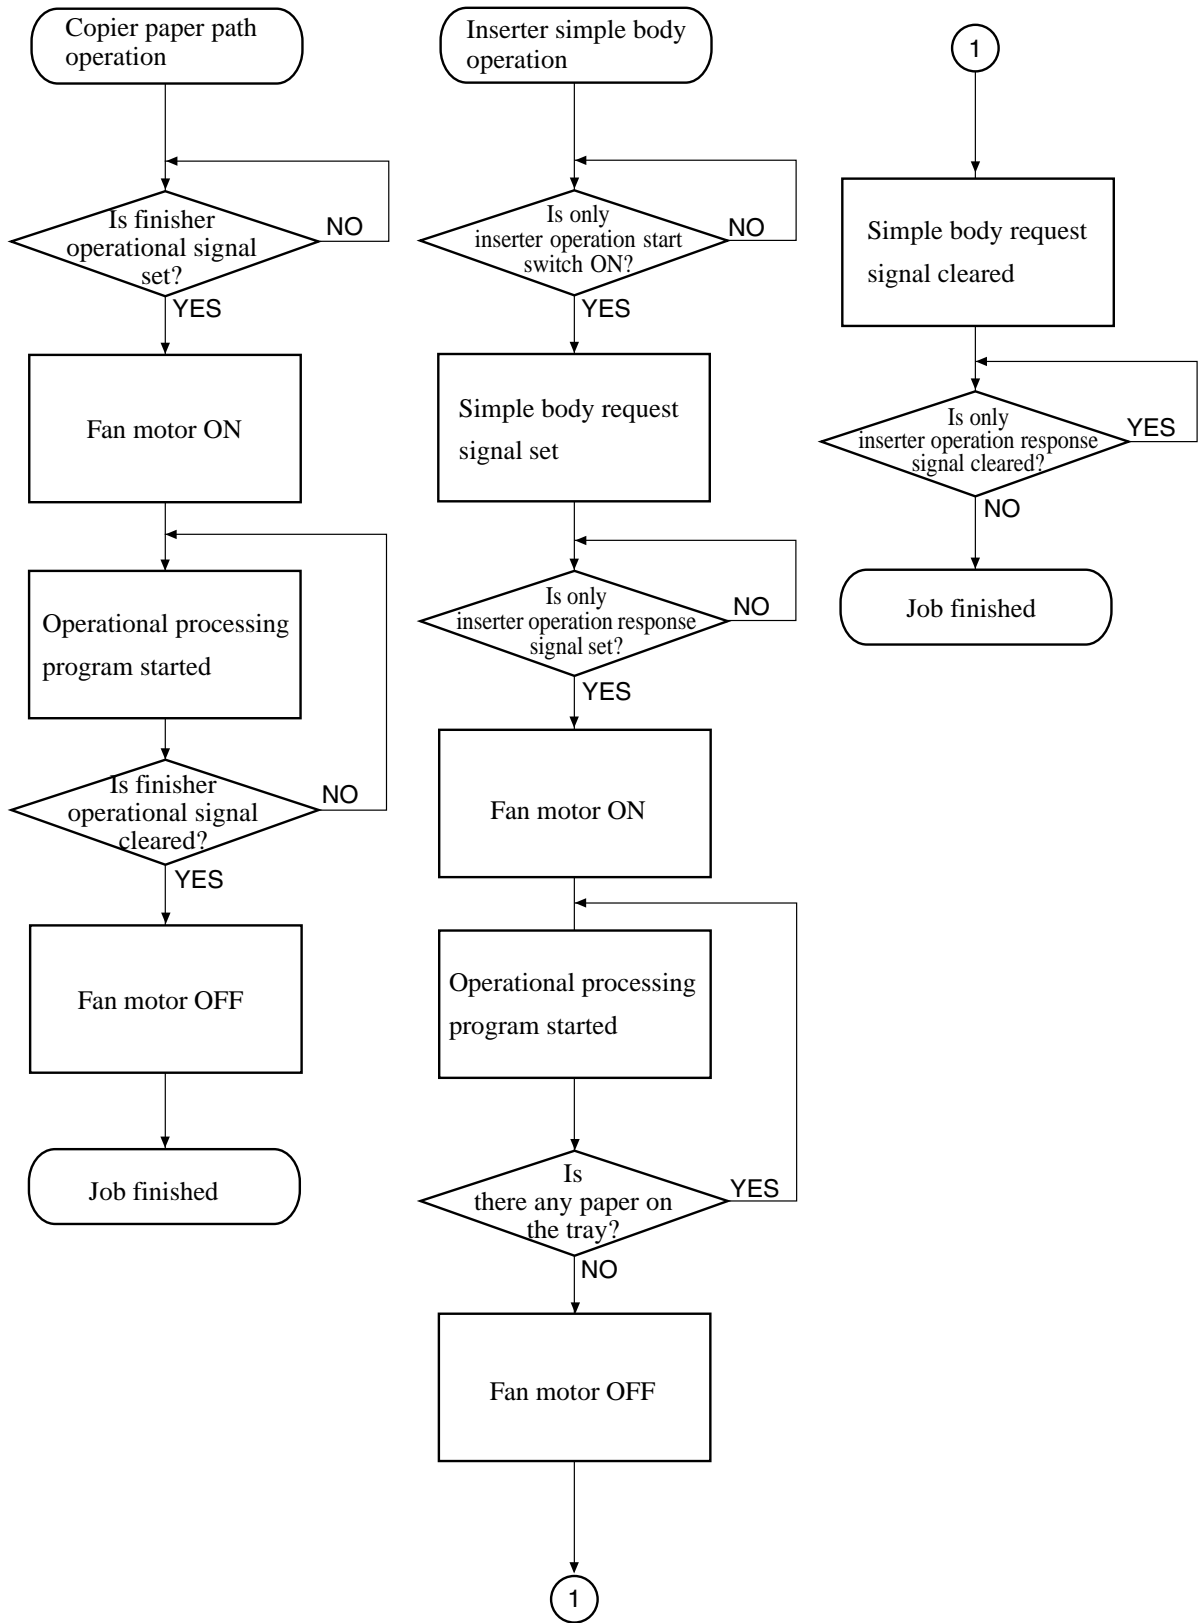 Copier paper path
operation
Is finisher
operational signal
set?
NO
YES
Fan motor ON
Operational processing
program started
Is finisher
operational signal
cleared?
NO
YES
Fan motor OFF
Job finished
Inserter simple body
operation
Is only
inserter operation start
switch ON?
NO
YES
Simple body request
signal set
Is only
inserter operation response
signal set?
NO
YES
Fan motor ON
Operational processing
program started
Is
there any paper on
the tray?
YES
NO
Fan motor OFF
1
1
Simple body request
signal cleared
Is only
inserter operation response
signal cleared?
YES
NO
Job finished